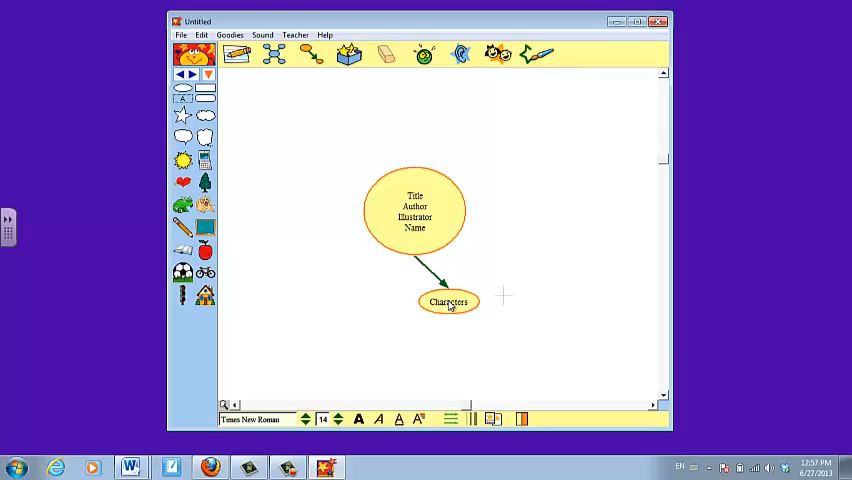 Untitled
File Edit Goodies Sound Teacher Help
A
Title
Author
Illustrator
Name
Characters
Times New Roman 14 A A A A
EN
12:57 PM
6/27/2013